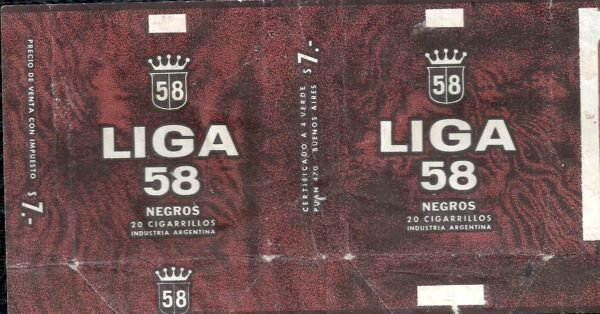 PRECIO DE VENTA CON IMPUESTO $ 7.-
58
LIGA
58
NEGROS
20 CIGARRILLOS
INDUSTRIA ARGENTINA
58
CERTIFICADO A 4 VERDE
PUAN 470 BUENOS AIRES
$ 7.-
58
LIGA
58
NEGROS
20 CIGARRILLOS
INDUSTRIA ARGENTINA